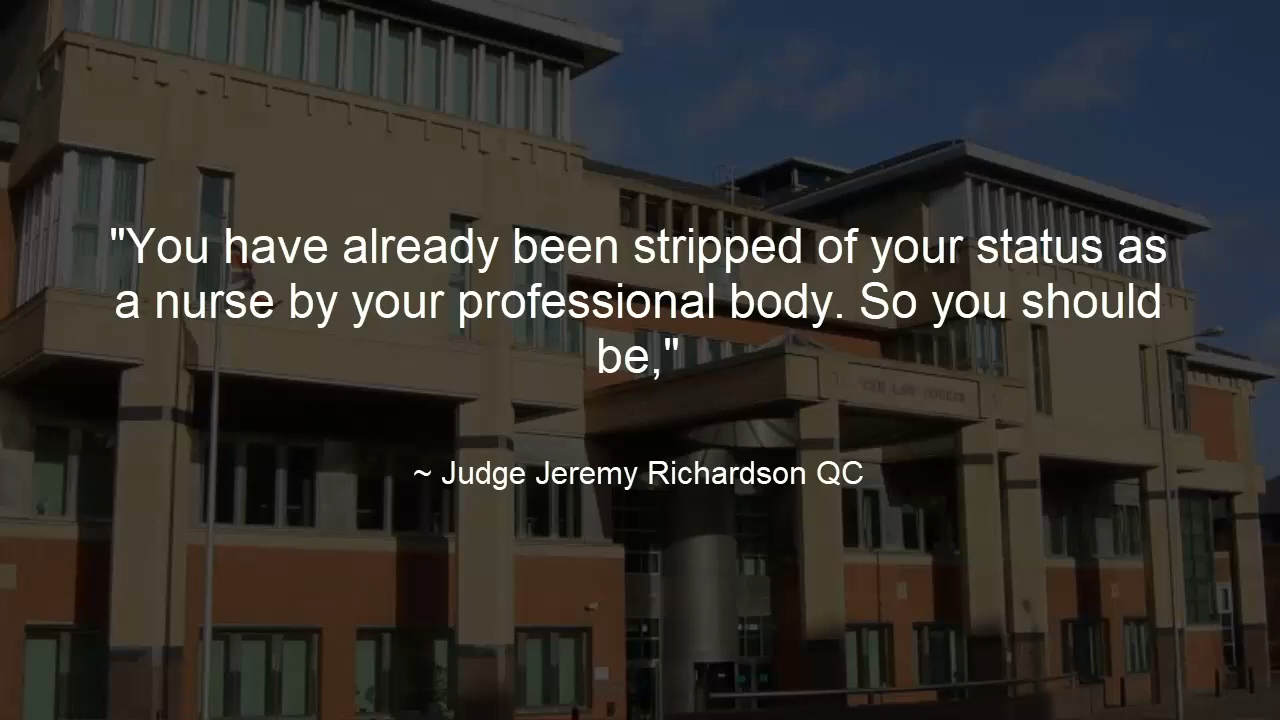 "You have already been stripped of your status as
a nurse by your professional body. So you should
be,"
~ Judge Jeremy Richardson QC